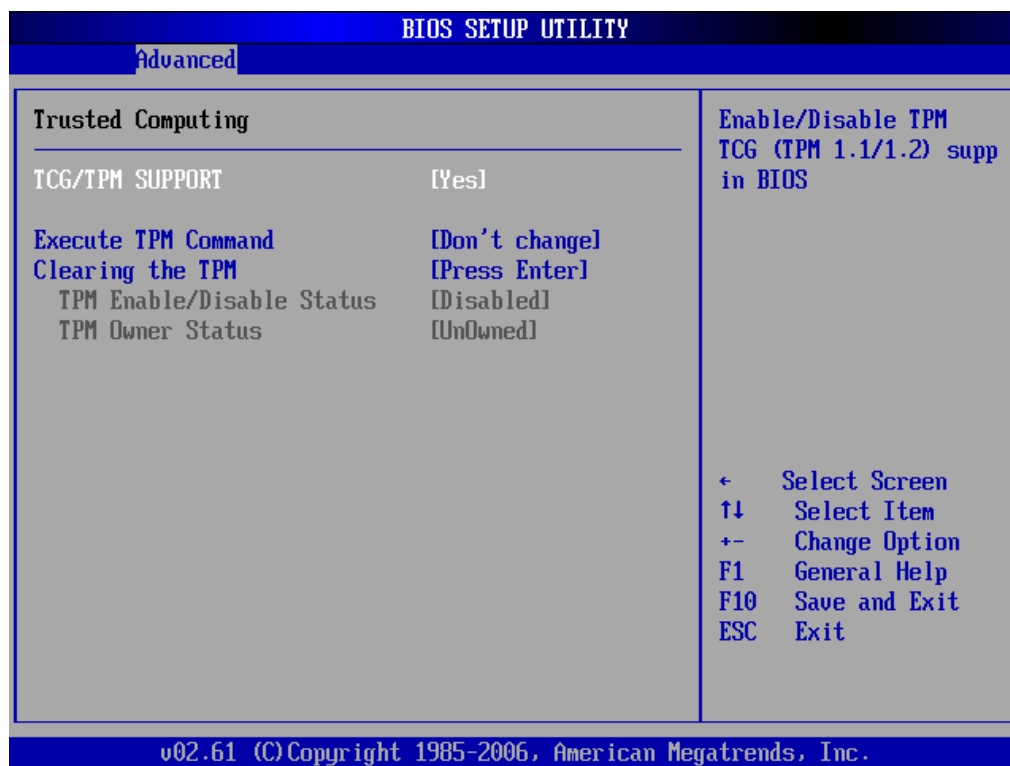 BIOS SETUP UTILITY
Advanced
Trusted Computing
TCG/TPM SUPPORT [Yes]
Execute TPM Command [Don't change]
Clearing the TPM [Press Enter]
TPM Enable/Disable Status [Disabled]
TPM Owner Status [UnOwned]
Enable/Disable TPM
TCG (TPM 1.1/1.2) supp
in BIOS
← Select Screen
↑↓ Select Item
+- Change Option
F1 General Help
F10 Save and Exit
ESC Exit
v02.61 (C)Copyright 1985-2006, American Megatrends, Inc.